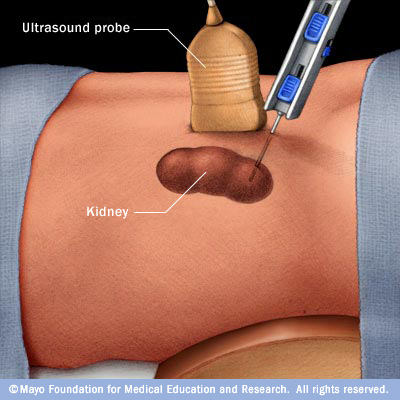 Ultrasound probe
Kidney
© Mayo Foundation for Medical Education and Research. All rights reserved.